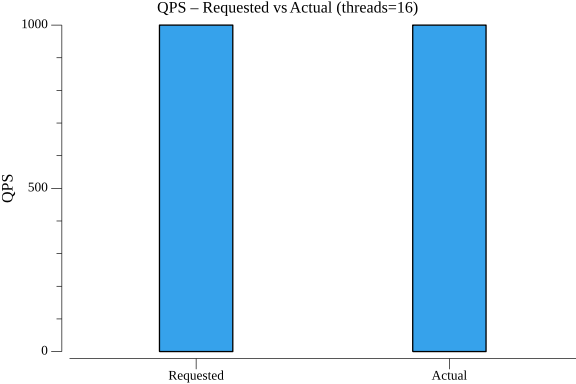 QPS – Requested vs Actual (threads=16)
1000
500
0
QPS
Requested
Actual